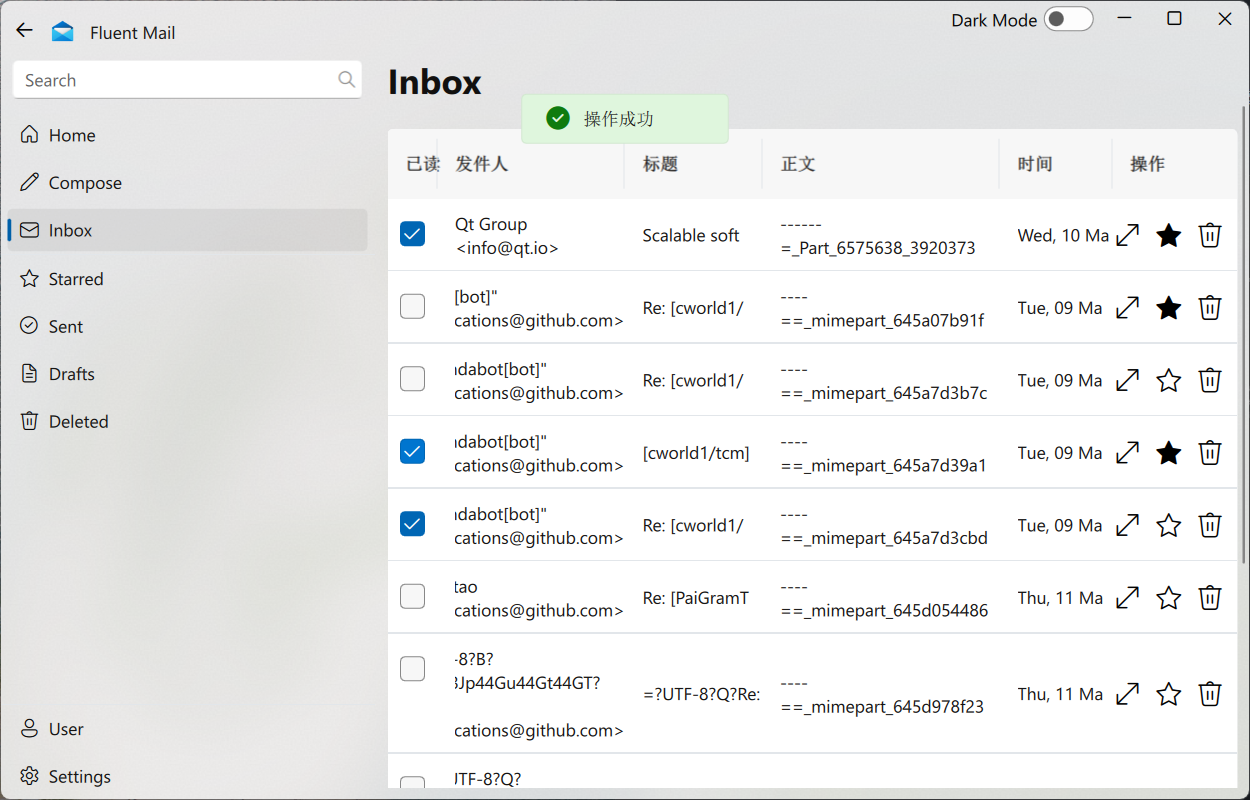 Fluent Mail
Dark Mode
Search
Home
Compose
Inbox
Starred
Sent
Drafts
Deleted
User
Settings
Inbox
操作成功
已读 发件人 标题 正文 时间 操作
Qt Group
<info@qt.io>
Scalable soft
------
=_Part_6575638_3920373
Wed, 10 Ma
[bot]"
cations@github.com>
Re: [cworld1/
----
==_mimepart_645a07b91f
Tue, 09 Ma
ndabot[bot]"
cations@github.com>
Re: [cworld1/
----
==_mimepart_645a7d3b7c
Tue, 09 Ma
ndabot[bot]"
cations@github.com>
[cworld1/tcm]
----
==_mimepart_645a7d39a1
Tue, 09 Ma
ndabot[bot]"
cations@github.com>
Re: [cworld1/
----
==_mimepart_645a7d3cbd
Tue, 09 Ma
tao
cations@github.com>
Re: [PaiGramT
----
==_mimepart_645d054486
Thu, 11 Ma
-8?B?
3Jp44Gu44Gt44GT?
cations@github.com>
=?UTF-8?Q?Re:
----
==_mimepart_645d978f23
Thu, 11 Ma
UTF-8?Q?